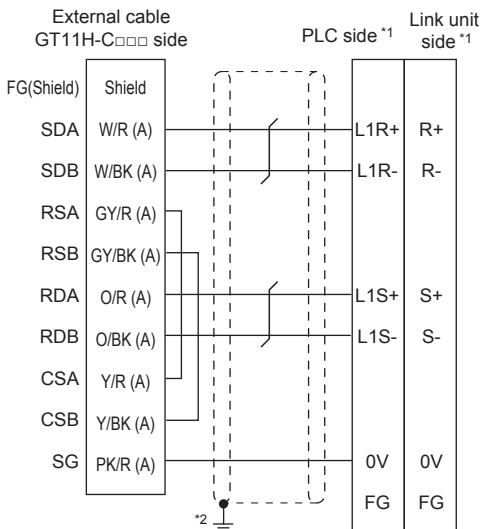 External cable
GT11H-C□□□ side
PLC side *1
Link unit
side *1
FG(Shield) Shield
SDA W/R (A) L1R+ R+
SDB W/BK (A) L1R- R-
RSA GY/R (A)
RSB GY/BK (A)
RDA O/R (A) L1S+ S+
RDB O/BK (A) L1S- S-
CSA Y/R (A)
CSB Y/BK (A)
SG PK/R (A) 0V 0V
FG FG
*2